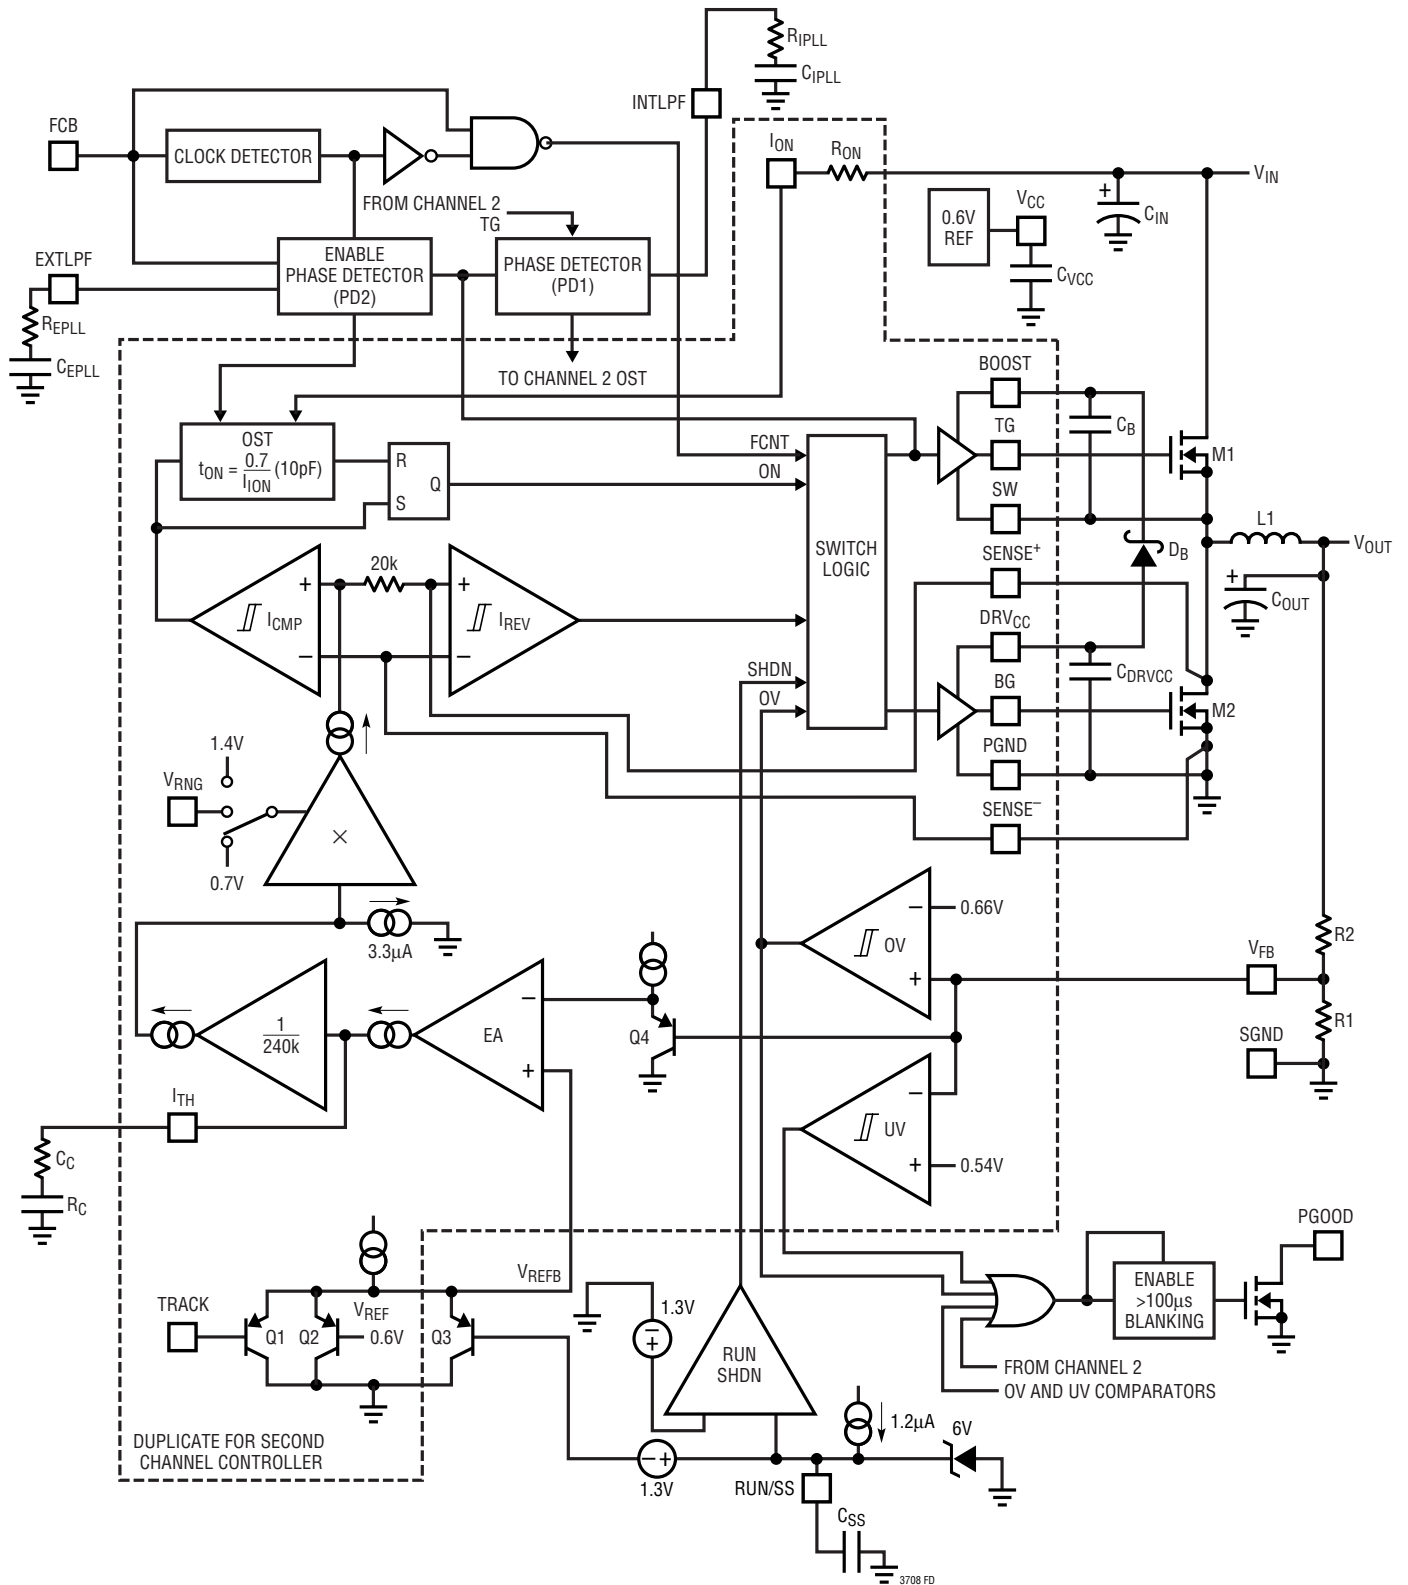 RIPLL
CIPLL
INTLPF
FCB
CLOCK DETECTOR
ION
RON
VIN
+
CIN
0.6V
REF
VCC
CVCC
FROM CHANNEL 2
TG
EXTLPF
ENABLE
PHASE DETECTOR
(PD2)
PHASE DETECTOR
(PD1)
REPLL
CEPLL
TO CHANNEL 2 OST
BOOST
TG
SW
CB
M1
OST
tON = 0.7/IION (10pF)
R
S
Q
FCNT
ON
SWITCH
LOGIC
SHDN
OV
L1
VOUT
DB
+
COUT
SENSE+
DRVCC
CDRVCC
BG
M2
PGND
SENSE–
20k
+
–
ICMP
+
–
IREV
1.4V
VRNG
0.7V
×
3.3µA
–
0.66V
OV
+
VFB
R2
R1
SGND
1/240k
–
EA
+
Q4
–
UV
+
0.54V
ITH
CC
RC
PGOOD
ENABLE
>100µs
BLANKING
VREFB
TRACK
VREF
Q1
Q2
0.6V
Q3
1.3V
–
+
RUN
SHDN
FROM CHANNEL 2
OV AND UV COMPARATORS
1.2µA
6V
DUPLICATE FOR SECOND
CHANNEL CONTROLLER
– +
1.3V
RUN/SS
CSS
3708 FD